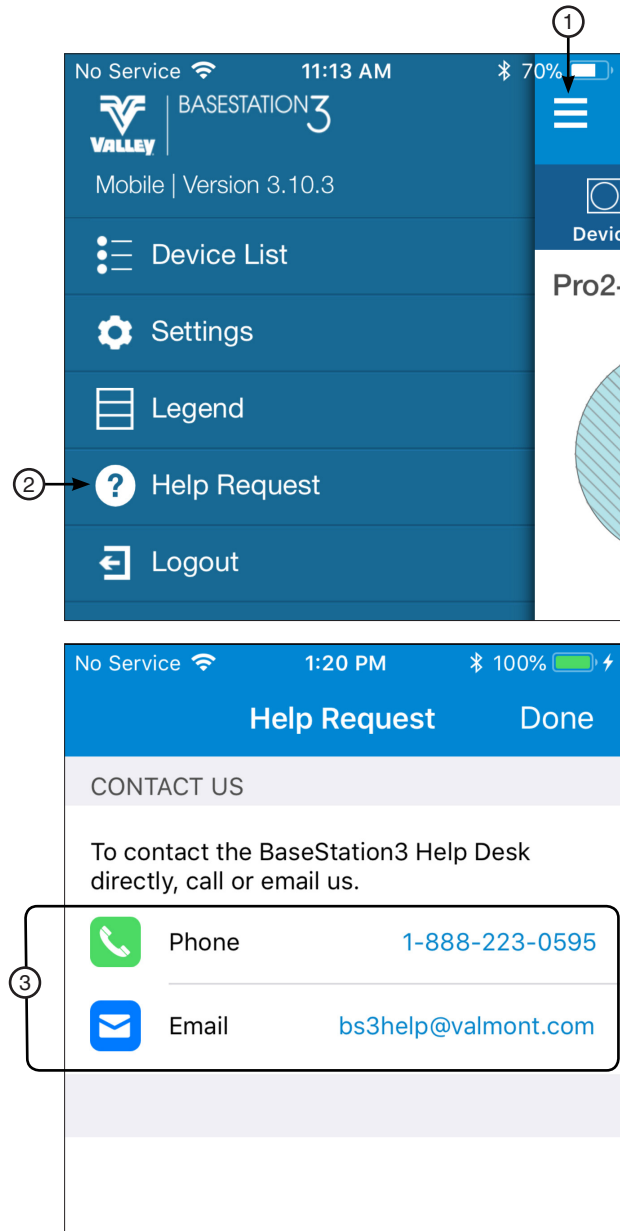 1
No Service 11:13 AM 70%
VALLEY BASESTATION3
Mobile | Version 3.10.3
Devic
Device List
Pro2-
Settings
Legend
2 Help Request
Logout
No Service 1:20 PM 100%
Help Request Done
CONTACT US
To contact the BaseStation3 Help Desk
directly, call or email us.
Phone 1-888-223-0595
3
Email bs3help@valmont.com